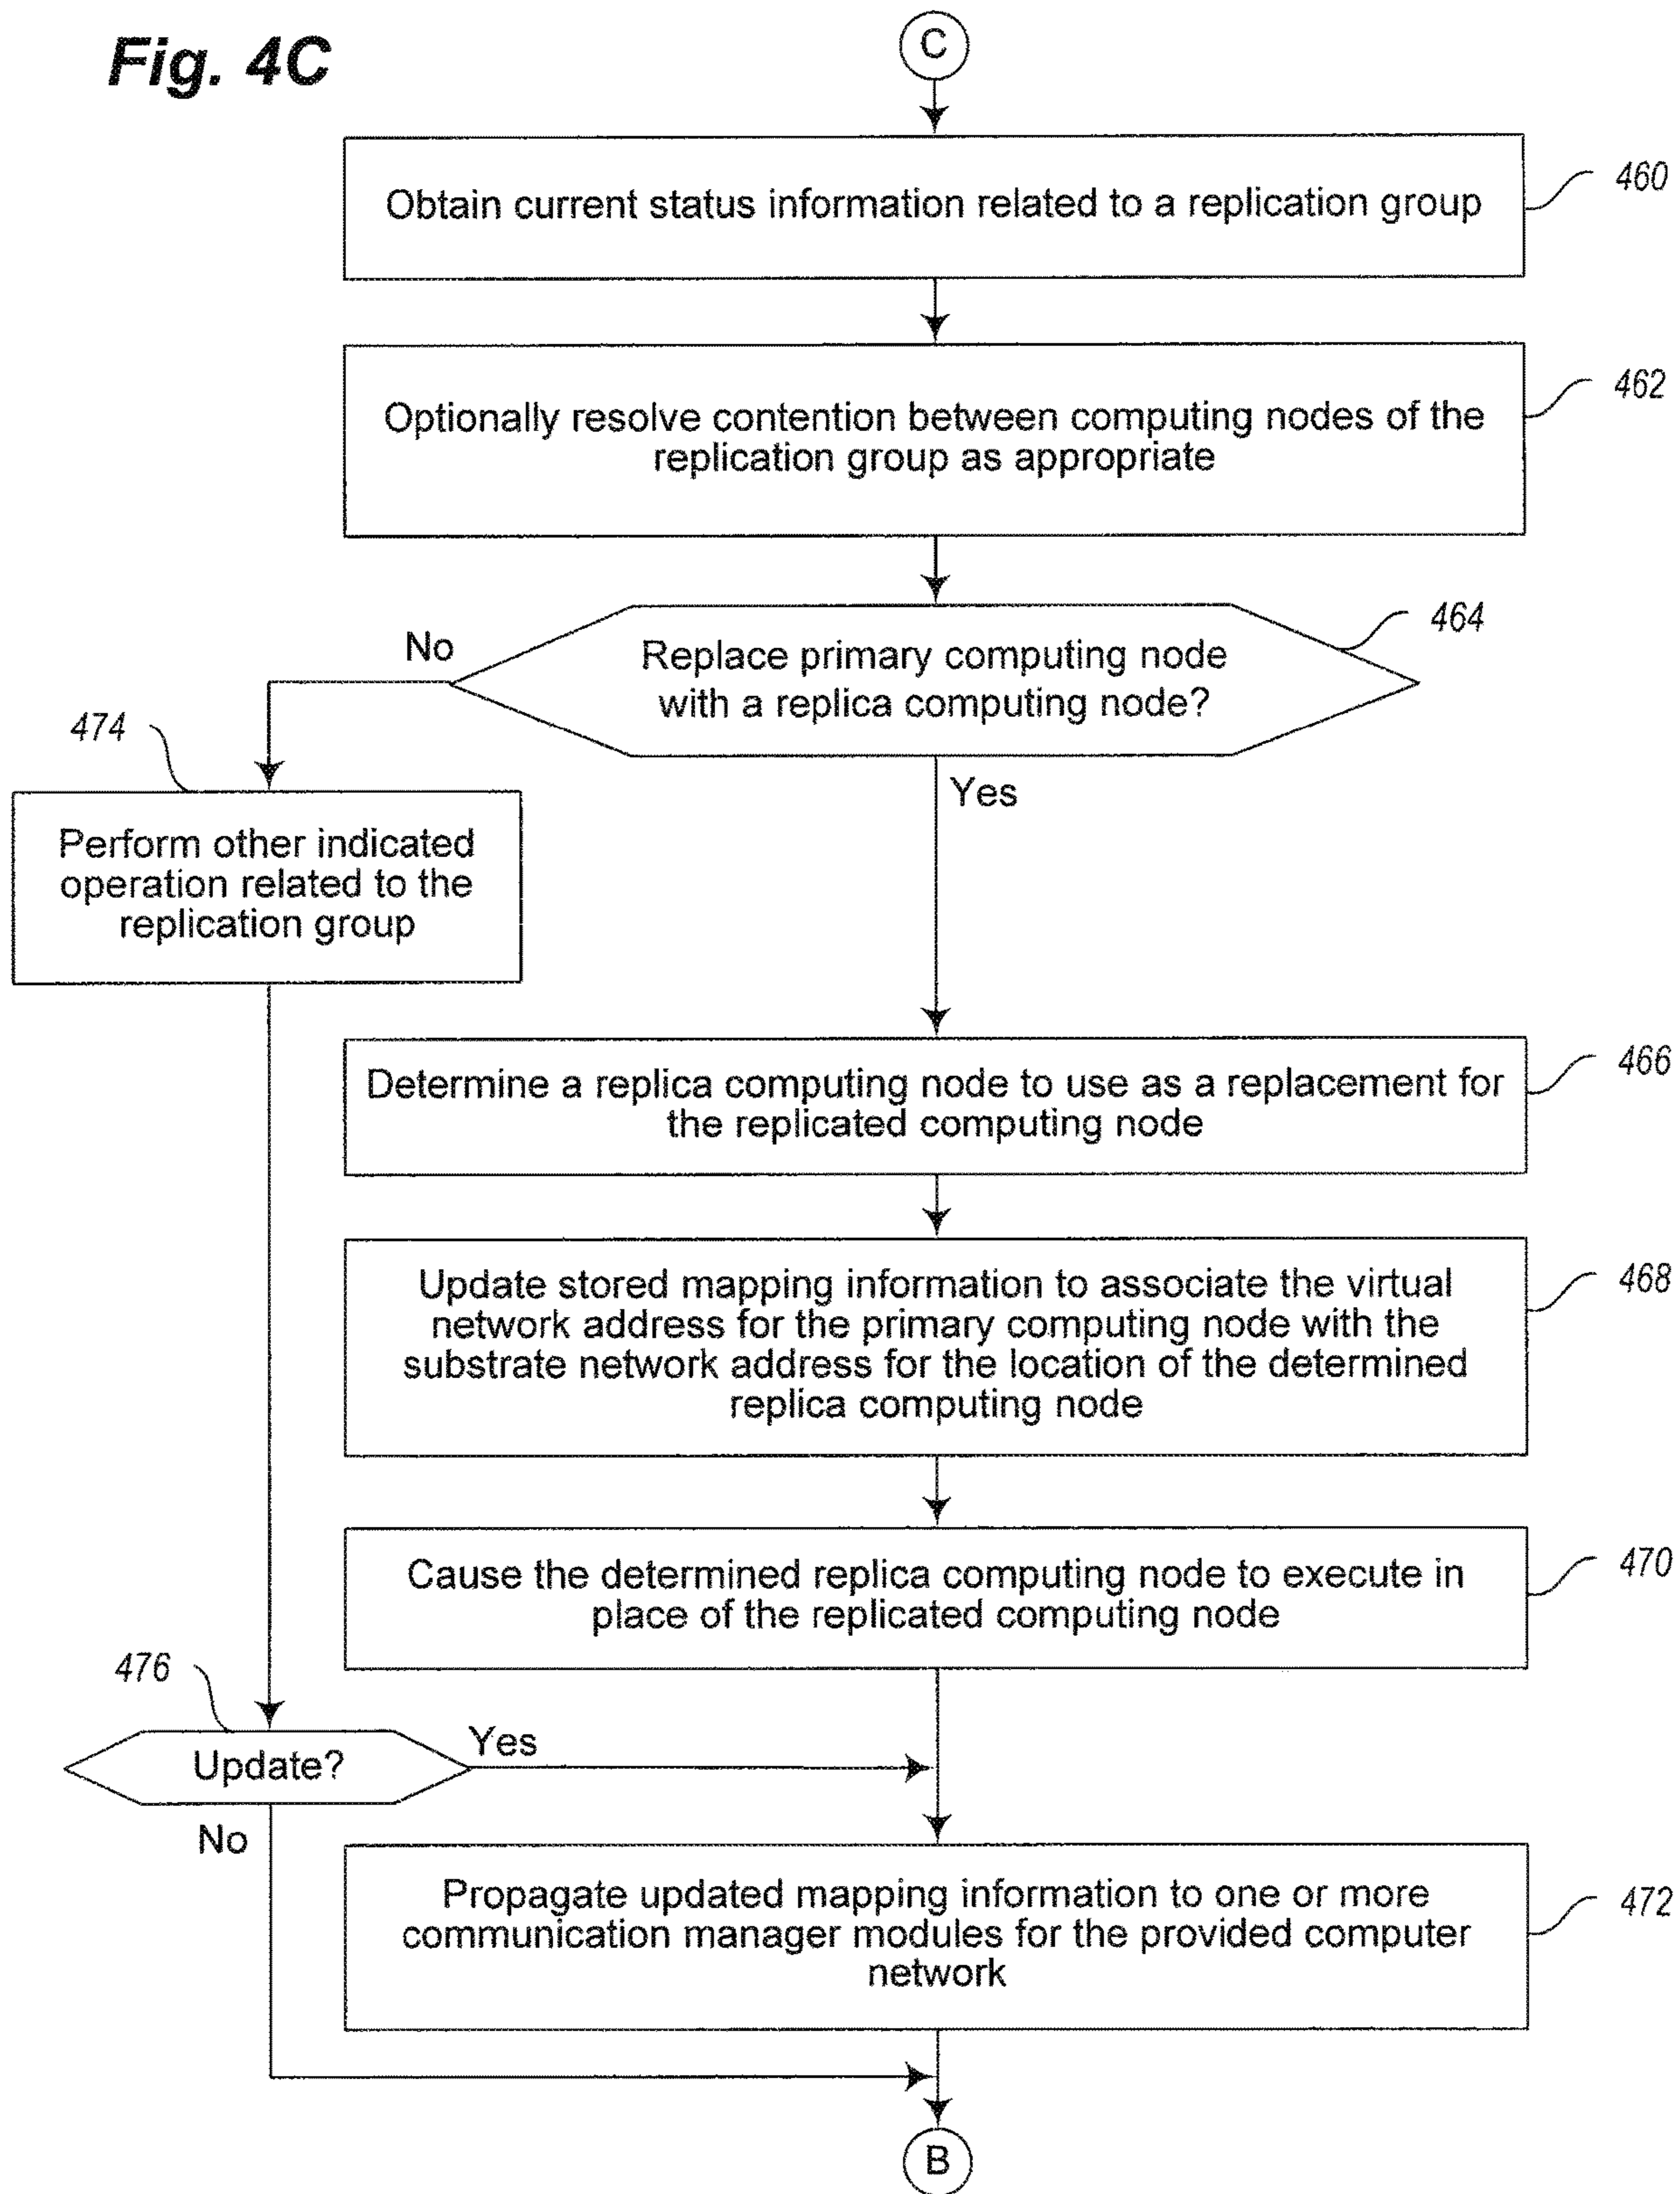 Fig. 4C
C
Obtain current status information related to a replication group
460
Optionally resolve contention between computing nodes of the
replication group as appropriate
462
Replace primary computing node
with a replica computing node?
464
No
Yes
474
Perform other indicated
operation related to the
replication group
Determine a replica computing node to use as a replacement for
the replicated computing node
466
Update stored mapping information to associate the virtual
network address for the primary computing node with the
substrate network address for the location of the determined
replica computing node
468
Cause the determined replica computing node to execute in
place of the replicated computing node
470
476
Update?
Yes
No
Propagate updated mapping information to one or more
communication manager modules for the provided computer
network
472
B